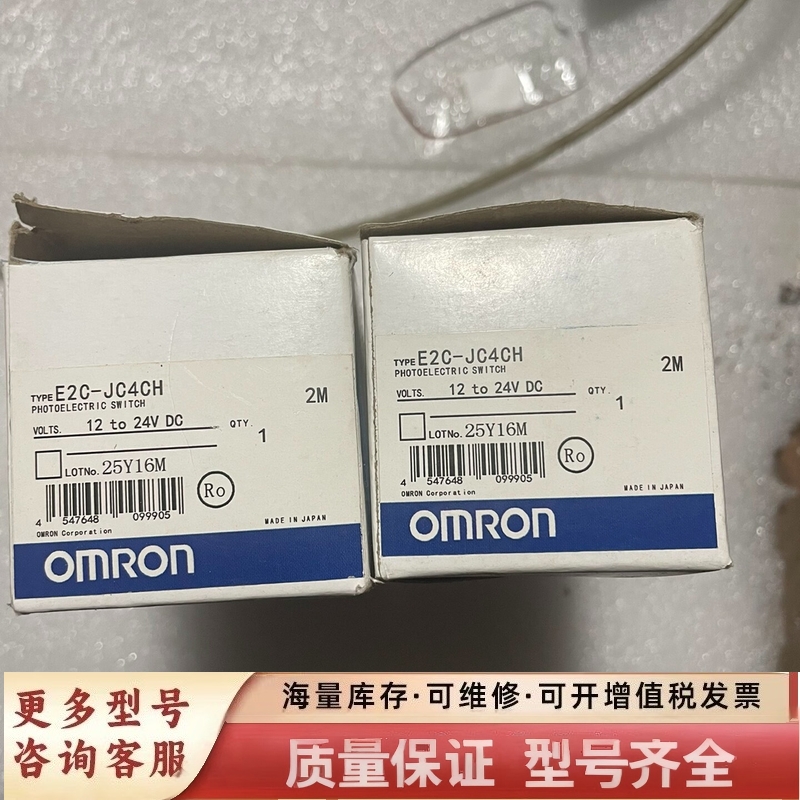 TYPE E2C-JC4CH
PHOTOELECTRIC SWITCH
2M
VOLTS. 12 to 24V DC QTY. 1
LOTNo. 25Y16M
Ro
4 547648 099905
OMRON Corporation
MADE IN JAPAN
OMRON
TYPE E2C-JC4CH
PHOTOELECTRIC SWITCH
2M
VOLTS. 12 to 24V DC QTY. 1
LOTNo. 25Y16M
Ro
4 547648 099905
OMRON Corporation
MADE IN JAPAN
OMRON
更多型号
咨询客服
海量库存·可维修·可开增值税发票
质量保证 型号齐全